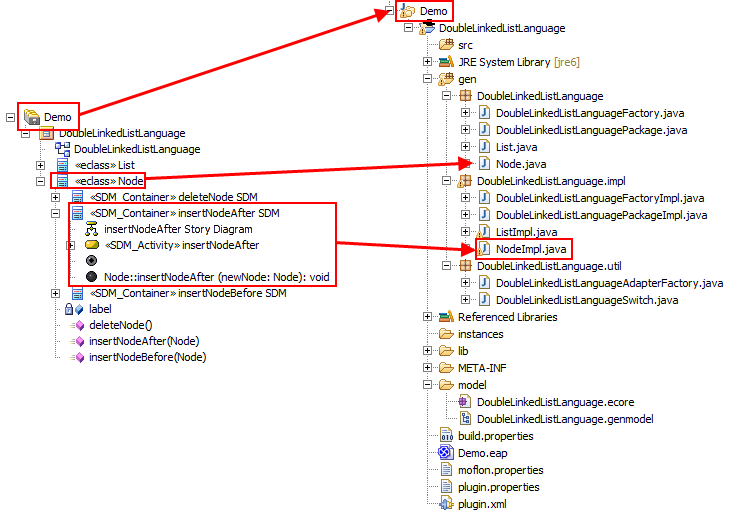 Demo
DoubleLinkedListLanguage
DoubleLinkedListLanguage
«eclass» List
«eclass» Node
«SDM_Container» deleteNode SDM
«SDM_Container» insertNodeAfter SDM
insertNodeAfter Story Diagram
«SDM_Activity» insertNodeAfter
Node::insertNodeAfter (newNode: Node): void
«SDM_Container» insertNodeBefore SDM
label
deleteNode()
insertNodeAfter(Node)
insertNodeBefore(Node)
Demo
DoubleLinkedListLanguage
src
JRE System Library [jre6]
gen
DoubleLinkedListLanguage
DoubleLinkedListLanguageFactory.java
DoubleLinkedListLanguagePackage.java
List.java
Node.java
DoubleLinkedListLanguage.impl
DoubleLinkedListLanguageFactoryImpl.java
DoubleLinkedListLanguagePackageImpl.java
ListImpl.java
NodeImpl.java
DoubleLinkedListLanguage.util
DoubleLinkedListLanguageAdapterFactory.java
DoubleLinkedListLanguageSwitch.java
Referenced Libraries
instances
lib
META-INF
model
DoubleLinkedListLanguage.ecore
DoubleLinkedListLanguage.genmodel
build.properties
Demo.eap
moflon.properties
plugin.properties
plugin.xml